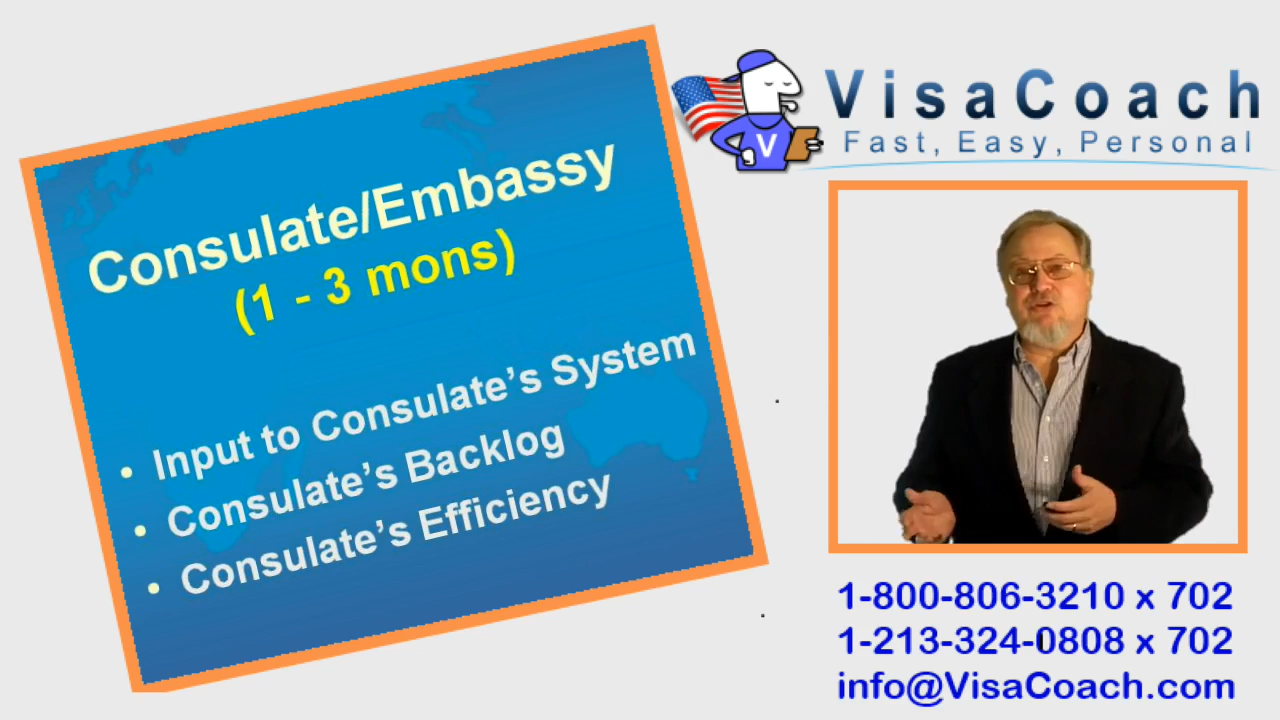 Consulate/Embassy
(1 - 3 mons)
• Input to Consulate’s System
• Consulate’s Backlog
• Consulate’s Efficiency
V
VisaCoach
Fast, Easy, Personal
1-800-806-3210 x 702
1-213-324-0808 x 702
info@VisaCoach.com